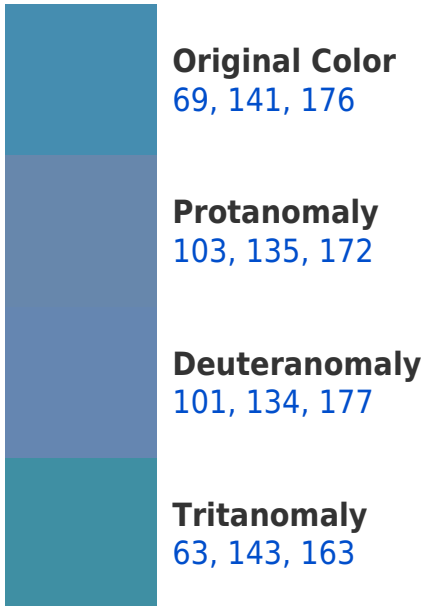 Original Color
69, 141, 176
Protanomaly
103, 135, 172
Deuteranomaly
101, 134, 177
Tritanomaly
63, 143, 163